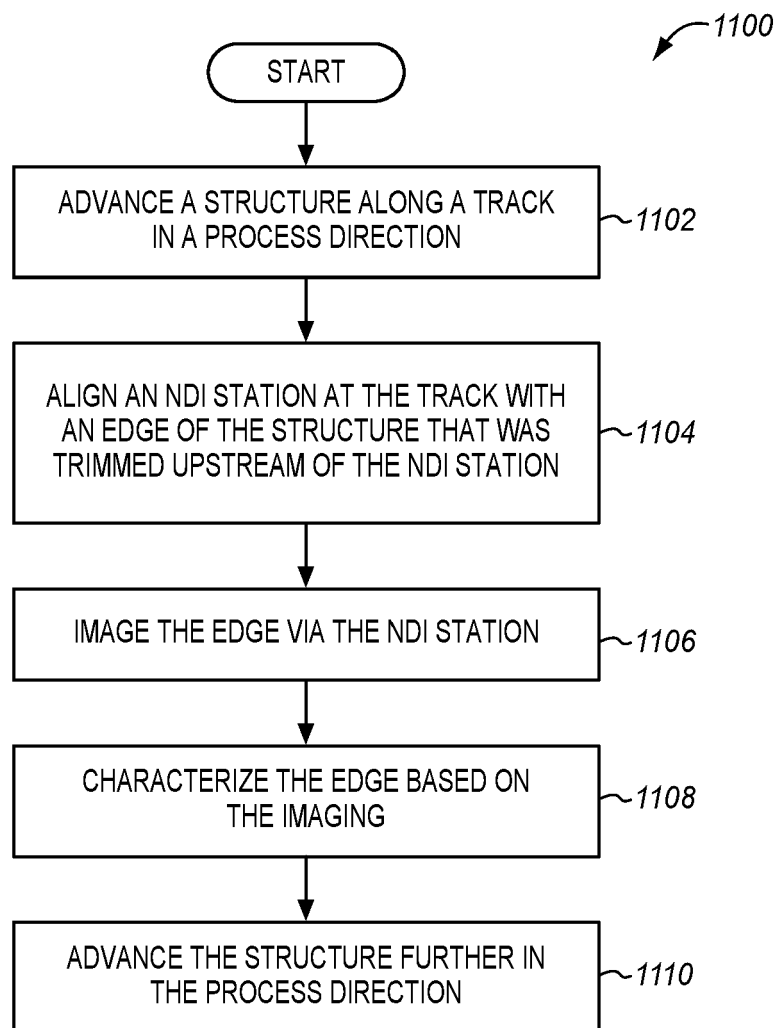 1100
START
ADVANCE A STRUCTURE ALONG A TRACK
IN A PROCESS DIRECTION
1102
ALIGN AN NDI STATION AT THE TRACK WITH
AN EDGE OF THE STRUCTURE THAT WAS
TRIMMED UPSTREAM OF THE NDI STATION
1104
IMAGE THE EDGE VIA THE NDI STATION
1106
CHARACTERIZE THE EDGE BASED ON
THE IMAGING
1108
ADVANCE THE STRUCTURE FURTHER IN
THE PROCESS DIRECTION
1110